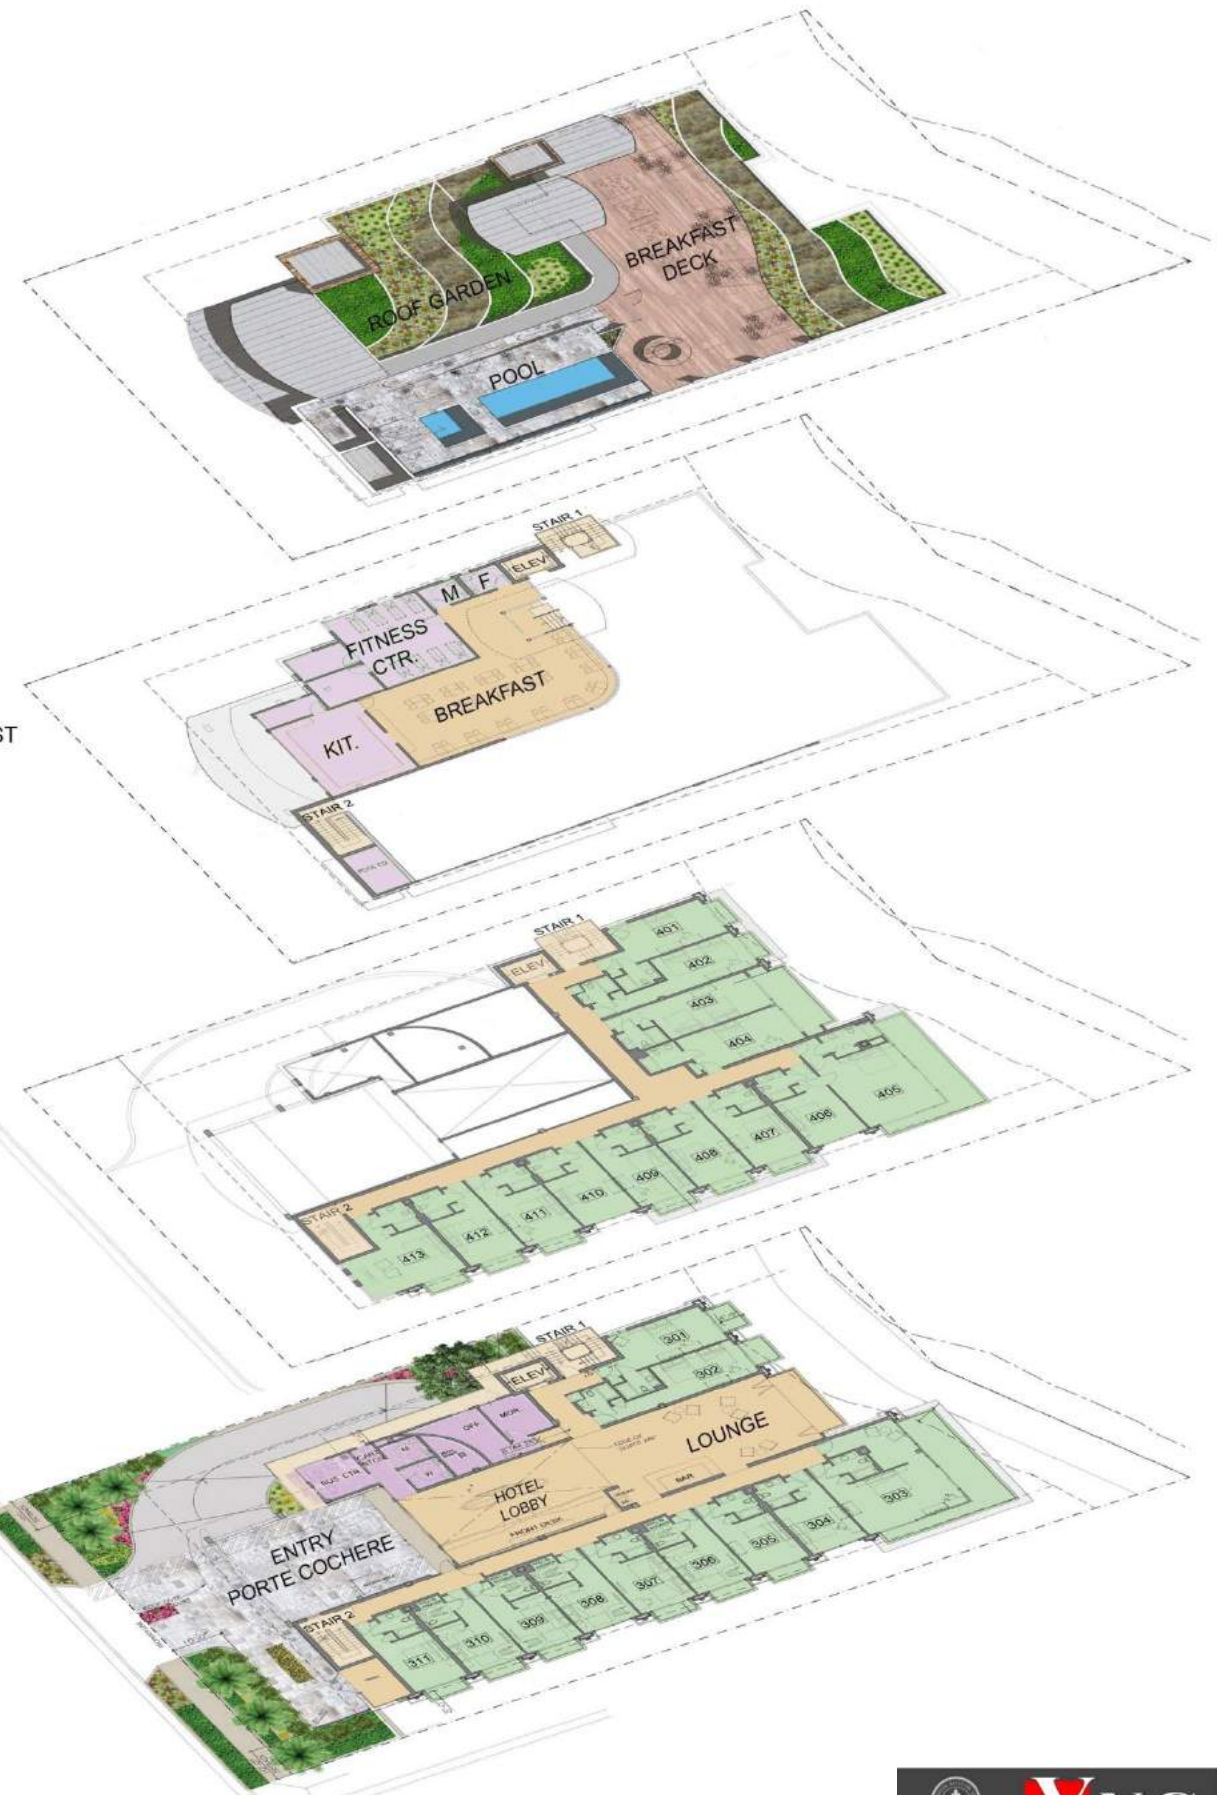 BREAKFAST
DECK
ROOF GARDEN
POOL
STAIR 1
ELEV
M
F
FITNESS
CTR.
BREAKFAST
KIT.
ST
STAIR 2
STAIR 1
ELEV
401
402
403
404
405
406
407
408
409
410
411
412
413
STAIR 2
STAIR 1
ELEV
301
302
LOUNGE
MGR.
OFF
M
W
BUS CTR
BAR
HOTEL
LOBBY
FRONT DESK
303
304
305
306
307
308
309
310
311
ENTRY
PORTE COCHERE
STAIR 2